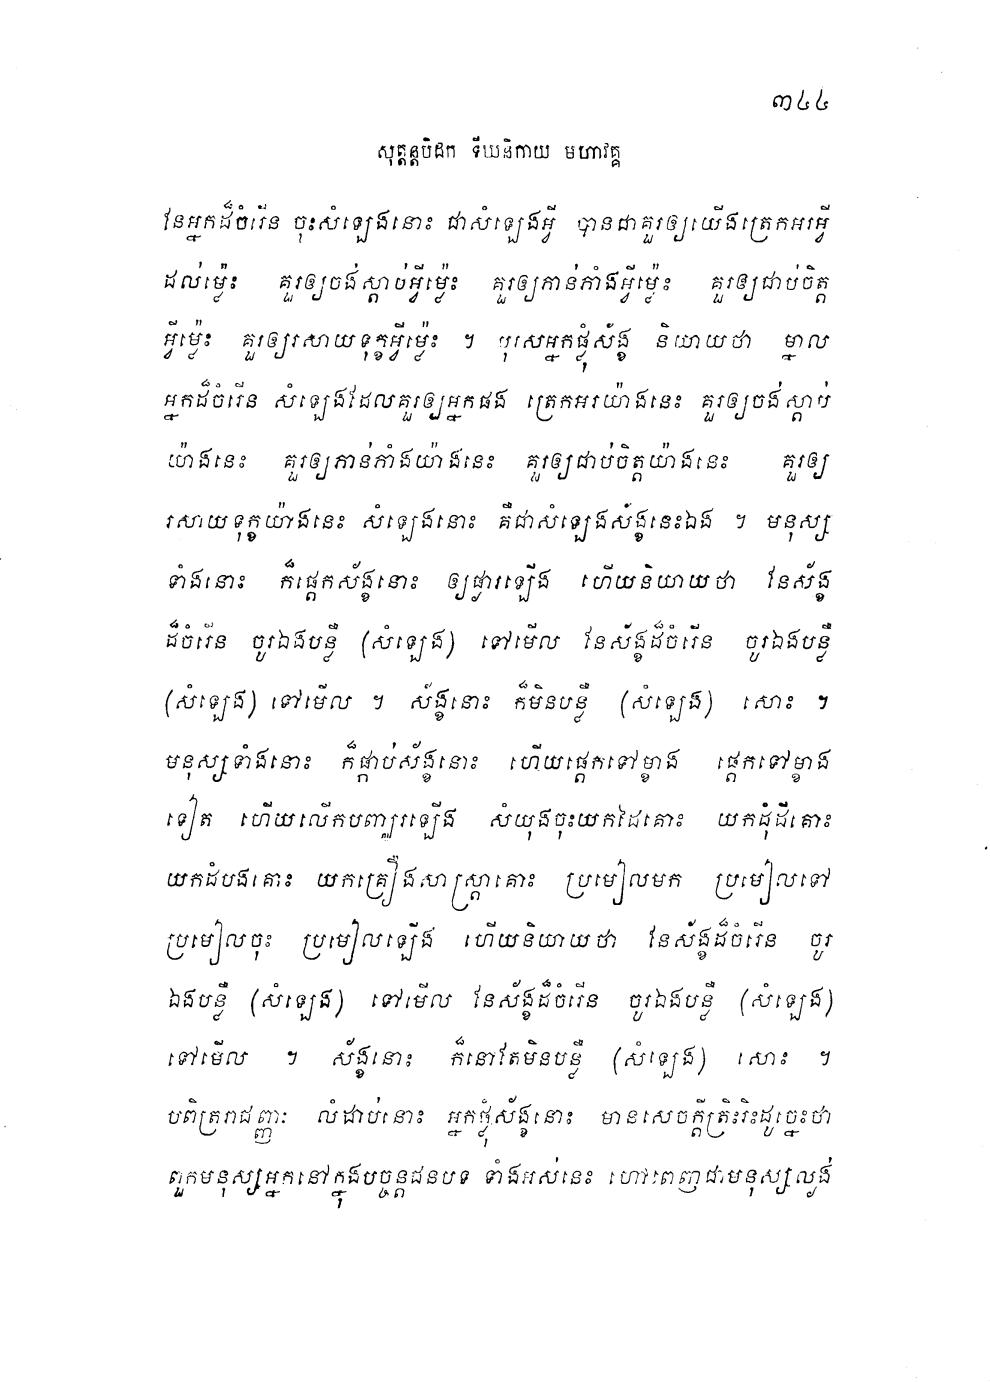 ៣៤៤
សុត្តន្តបិដក ទីឃនិកាយ មហាវគ្គ
នែអ្នកដ៏ចំរើន ចុះសំឡេងនោះ ជាសំឡេងអ្វី បានជាគួរឲ្យយើងត្រេកអរអ្វី
ដល់ម្ល៉េះ គួរឲ្យចង់ស្តាប់អ្វីម្ល៉េះ គួរឲ្យកាន់កាំងអ្វីម្ល៉េះ គួរឲ្យជាប់ចិត្ត
អ្វីម្ល៉េះ គួរឲ្យរសាយទុក្ខអ្វីម្ល៉េះ ។ បុរសអ្នកផ្លុំស័ង្ខ និយាយថា ម្នាល
អ្នកដ៏ចំរើន សំឡេងដែលគួរឲ្យអ្នកផង ត្រេកអរយ៉ាងនេះ គួរឲ្យចង់ស្តាប់
យ៉ាងនេះ គួរឲ្យកាន់កាំងយ៉ាងនេះ គួរឲ្យជាប់ចិត្តយ៉ាងនេះ គួរឲ្យ
រសាយទុក្ខយ៉ាងនេះ សំឡេងនោះ គឺជាសំឡេងស័ង្ខនេះឯង ។ មនុស្ស
ទាំងនោះ ក៏ផ្តេកស័ង្ខនោះ ឲ្យផ្ងារឡើង ហើយនិយាយថា នែស័ង្ខ
ដ៏ចំរើន ចូរឯងបន្លឺ (សំឡេង) ទៅមើល នែស័ង្ខដ៏ចំរើន ចូរឯងបន្លឺ
(សំឡេង) ទៅមើល ។ ស័ង្ខនោះ ក៏មិនបន្លឺ (សំឡេង) សោះ ។
មនុស្សទាំងនោះ ក៏ផ្កាប់ស័ង្ខនោះ ហើយផ្តេកទៅម្ខាង ផ្តេកទៅម្ខាង
ទៀត ហើយលើកបញ្ឈរឡើង សំយុងចុះយកដៃគោះ យកដុំដីគោះ
យកដំបងគោះ យកគ្រឿងសាស្ត្រាគោះ ប្រមៀលមក ប្រមៀលទៅ
ប្រមៀលចុះ ប្រមៀលឡើង ហើយនិយាយថា នែស័ង្ខដ៏ចំរើន ចូរ
ឯងបន្លឺ (សំឡេង) ទៅមើល នែស័ង្ខដ៏ចំរើន ចូរឯងបន្លឺ (សំឡេង)
ទៅមើល ។ ស័ង្ខនោះ ក៏នៅតែមិនបន្លឺ (សំឡេង) សោះ ។
បពិត្ររាជញ្ញៈ លំដាប់នោះ អ្នកផ្លុំស័ង្ខនោះ មានសេចក្តីត្រិះរិះដូច្នេះថា
ពួកមនុស្សអ្នកនៅក្នុងបច្ចន្តជនបទ ទាំងអស់នេះ ហៅពេញជាមនុស្សល្ងង់